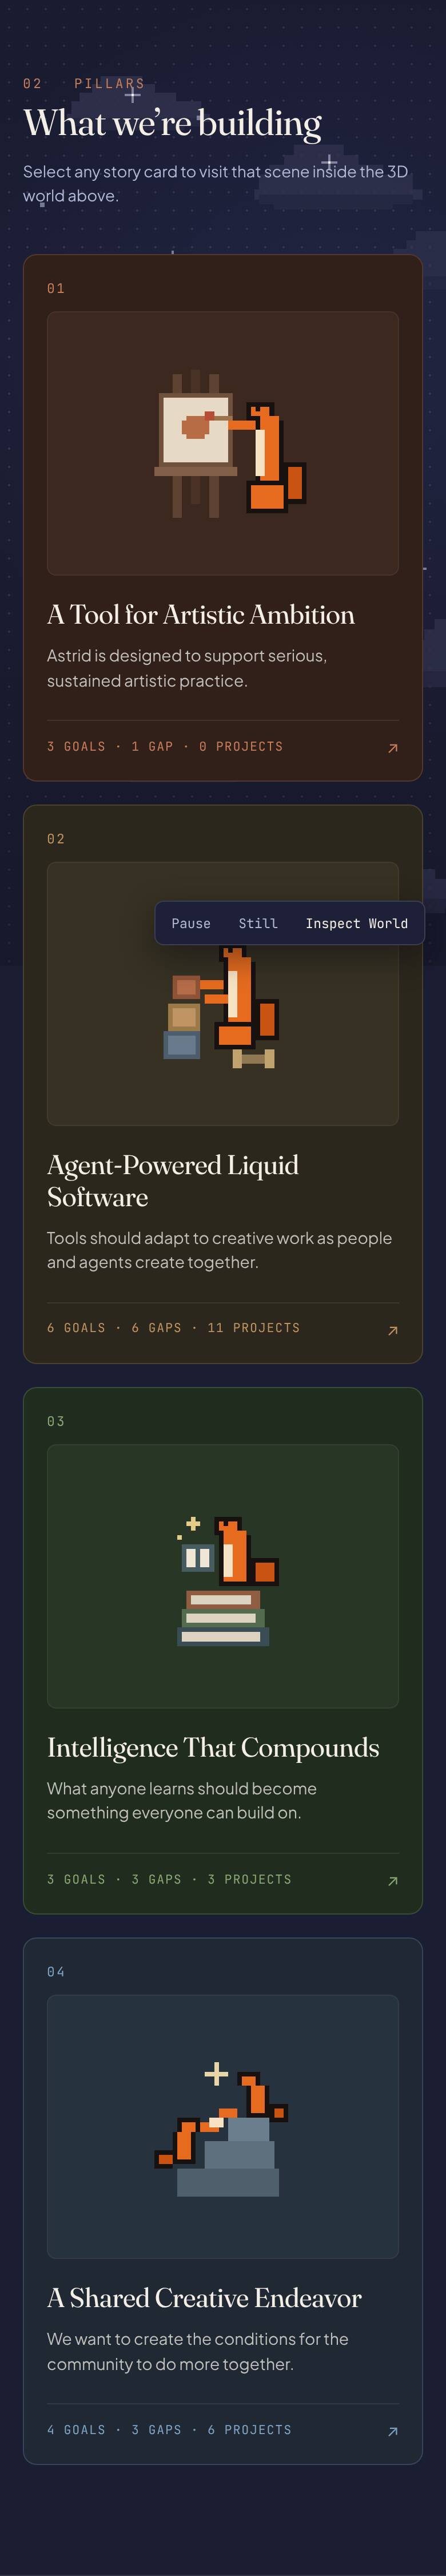 02 PILLARS
What we’re building
Select any story card to visit that scene inside the 3D
world above.
01
A Tool for Artistic Ambition
Astrid is designed to support serious,
sustained artistic practice.
3 GOALS · 1 GAP · 0 PROJECTS ↗
02
Pause Still Inspect World
Agent-Powered Liquid
Software
Tools should adapt to creative work as people
and agents create together.
6 GOALS · 6 GAPS · 11 PROJECTS ↗
03
Intelligence That Compounds
What anyone learns should become
something everyone can build on.
3 GOALS · 3 GAPS · 3 PROJECTS ↗
04
A Shared Creative Endeavor
We want to create the conditions for the
community to do more together.
4 GOALS · 3 GAPS · 6 PROJECTS ↗